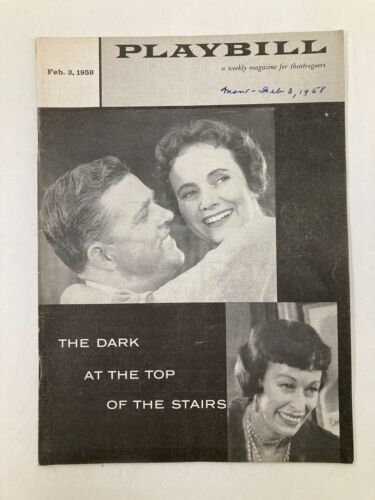 Feb. 3, 1958
PLAYBILL
a weekly magazine for theatregoers
Mon - Feb 3, 1958
THE DARK
AT THE TOP
OF THE STAIRS